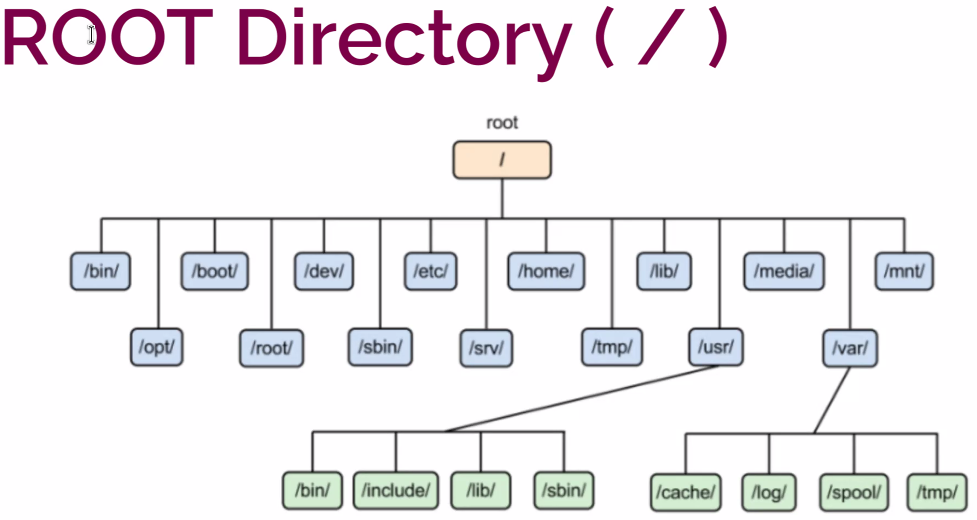 ROOT Directory ( / )
root
/
/bin/ /boot/ /dev/ /etc/ /home/ /lib/ /media/ /mnt/
/opt/ /root/ /sbin/ /srv/ /tmp/ /usr/ /var/
/bin/ /include/ /lib/ /sbin/ /cache/ /log/ /spool/ /tmp/